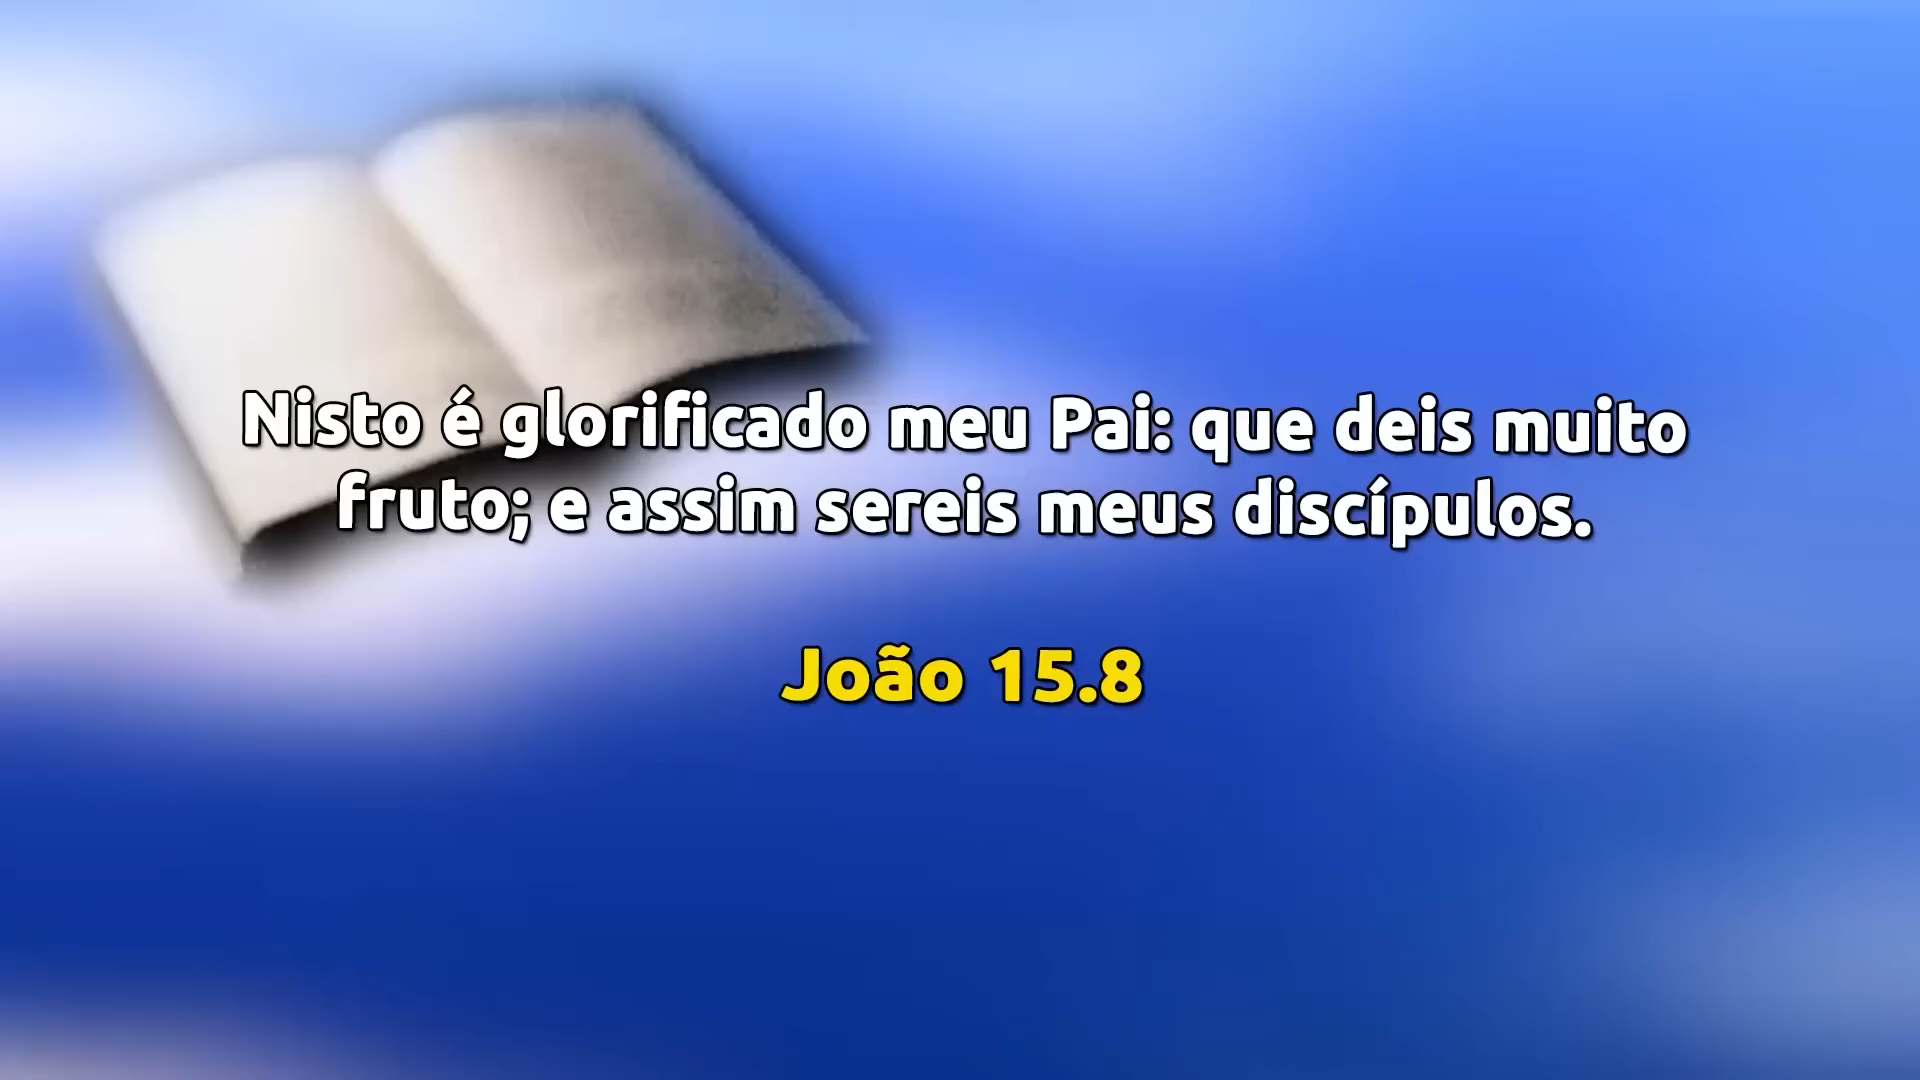 Nisto é glorificado meu Pai: que deis muito
fruto; e assim sereis meus discípulos.
João 15.8